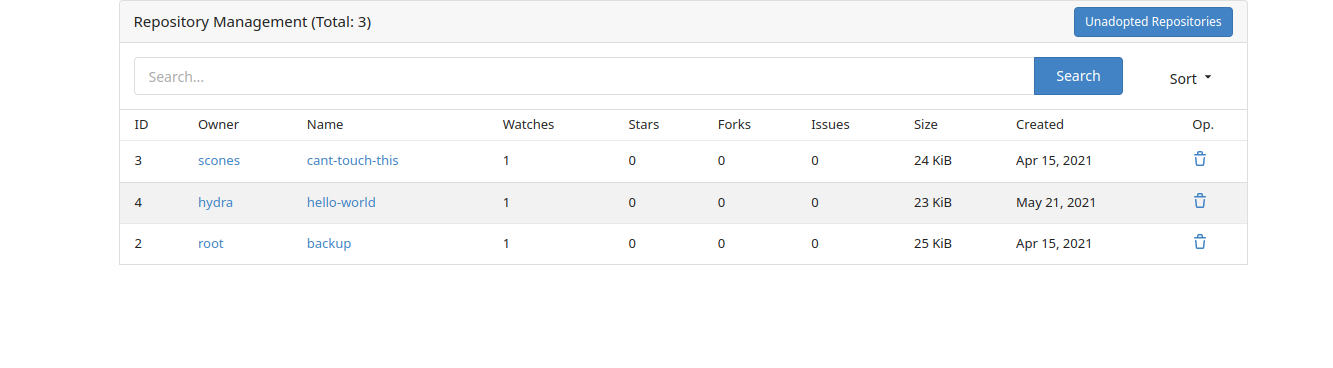 Repository Management (Total: 3) Unadopted Repositories
Search... Search Sort
ID Owner Name Watches Stars Forks Issues Size Created Op.
3 scones cant-touch-this 1 0 0 0 24 KiB Apr 15, 2021
4 hydra hello-world 1 0 0 0 23 KiB May 21, 2021
2 root backup 1 0 0 0 25 KiB Apr 15, 2021